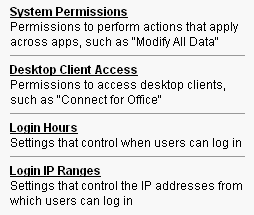 System Permissions
Permissions to perform actions that apply
across apps, such as "Modify All Data"
Desktop Client Access
Permissions to access desktop clients,
such as "Connect for Office"
Login Hours
Settings that control when users can log in
Login IP Ranges
Settings that control the IP addresses from
which users can log in